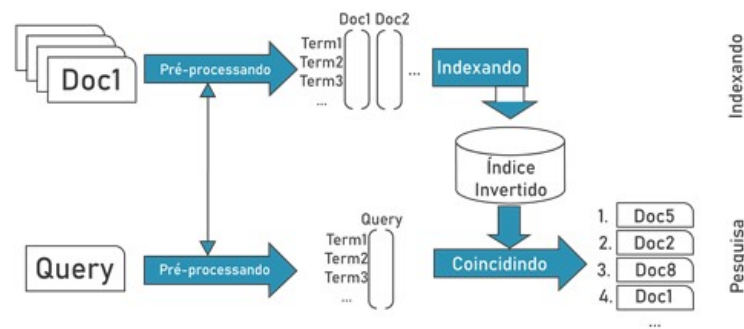 Doc1
Pré-processando
Doc1 Doc2
Term1
Term2
Term3
...
...
Indexando
Indexando
Índice
Invertido
Query
Pré-processando
Query
Term1
Term2
Term3
...
Coincidindo
1. Doc5
2. Doc2
3. Doc8
4. Doc1
...
Pesquisa